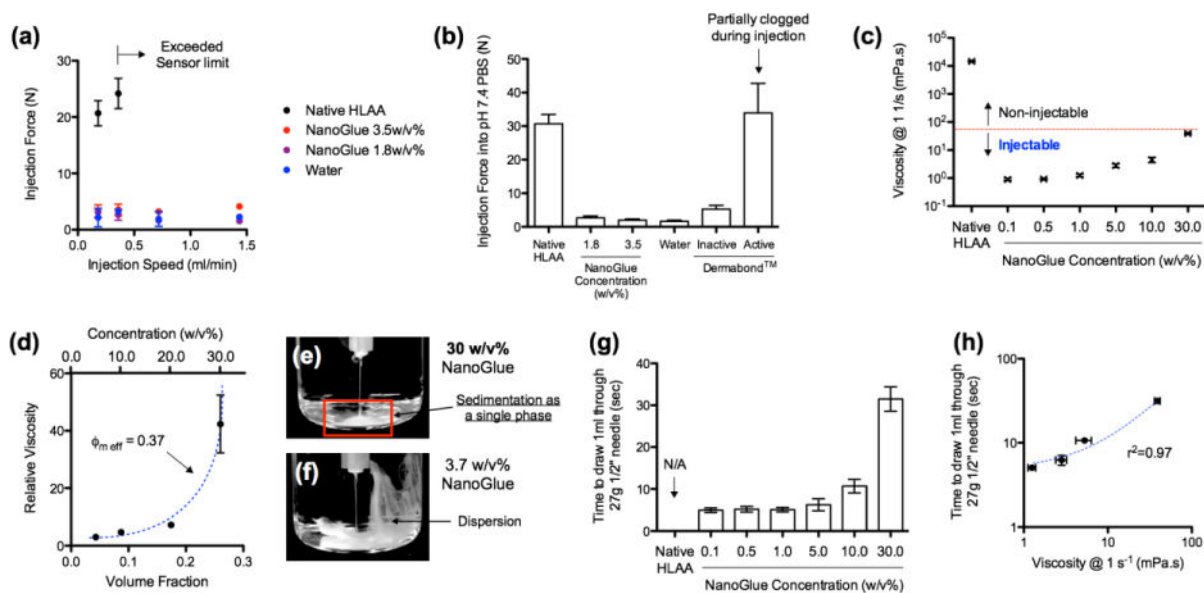 (a)
Exceeded
Sensor limit
Injection Force
(N)
30
20
10
0
0.0 0.5 1.0 1.5
Injection Speed (ml/min)
Native HLAA
NanoGlue 3.5w/v%
NanoGlue 1.8w/v%
Water
(b)
Partially clogged
during injection
Injection Force into pH 7.4 PBS (N)
50
40
30
20
10
0
Native
HLAA
1.8 3.5
NanoGlue
Concentration
(w/v%)
Water
Inactive Active
Dermabond™
(c)
Viscosity @ 1 1/s (mPa.s)
10⁵
10⁴
10³
10²
10¹
10⁰
10⁻¹
Non-injectable
Injectable
Native
HLAA
0.1 0.5 1.0 5.0 10.0 30.0
NanoGlue Concentration (w/v%)
(d)
Concentration (w/v%)
0.0 10.0 20.0 30.0
Relative Viscosity
60
40
20
0
ϕm eff = 0.37
0.0 0.1 0.2 0.3
Volume Fraction
(e)
30 w/v%
NanoGlue
Sedimentation as
a single phase
(f)
3.7 w/v%
NanoGlue
Dispersion
(g)
Time to draw 1ml through
27g 1/2" needle (sec)
40
30
20
10
0
N/A
Native
HLAA
0.1 0.5 1.0 5.0 10.0 30.0
NanoGlue Concentration (w/v%)
(h)
Time to draw 1ml through
27g 1/2" needle (sec)
100
10
1
r²=0.97
1 10 100
Viscosity @ 1 s⁻¹ (mPa.s)